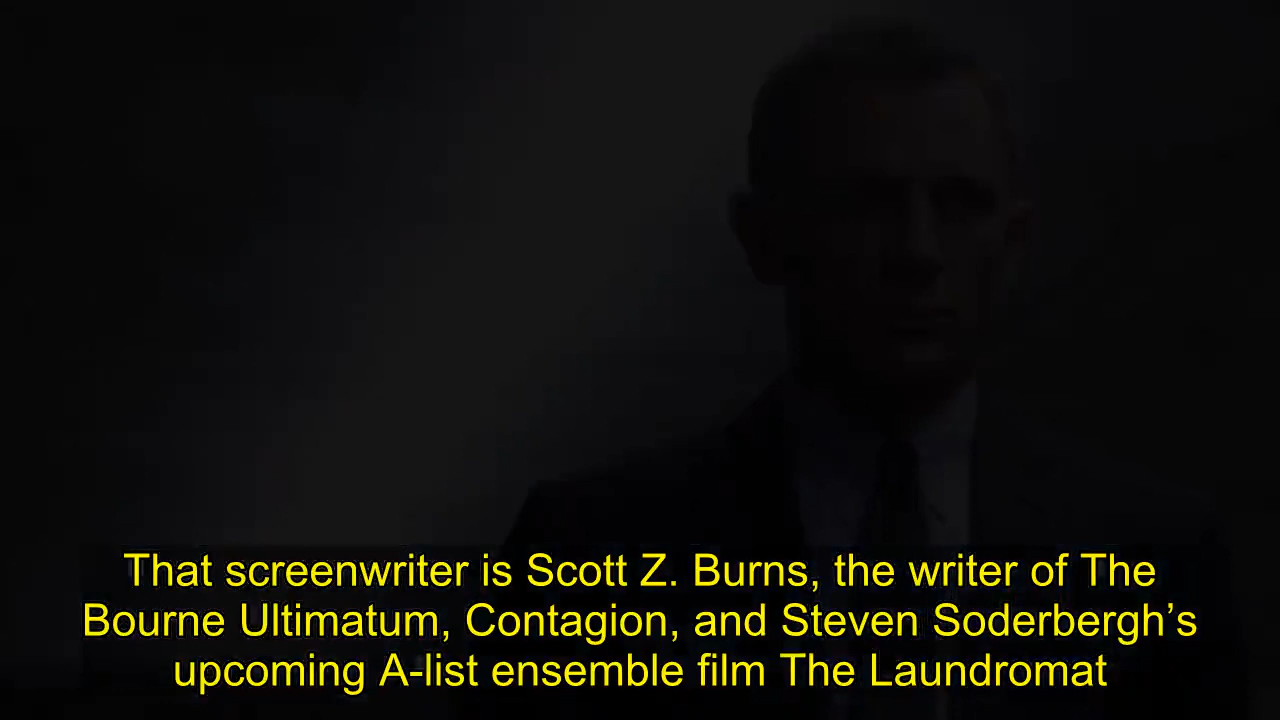 That screenwriter is Scott Z. Burns, the writer of The
Bourne Ultimatum, Contagion, and Steven Soderbergh’s
upcoming A-list ensemble film The Laundromat